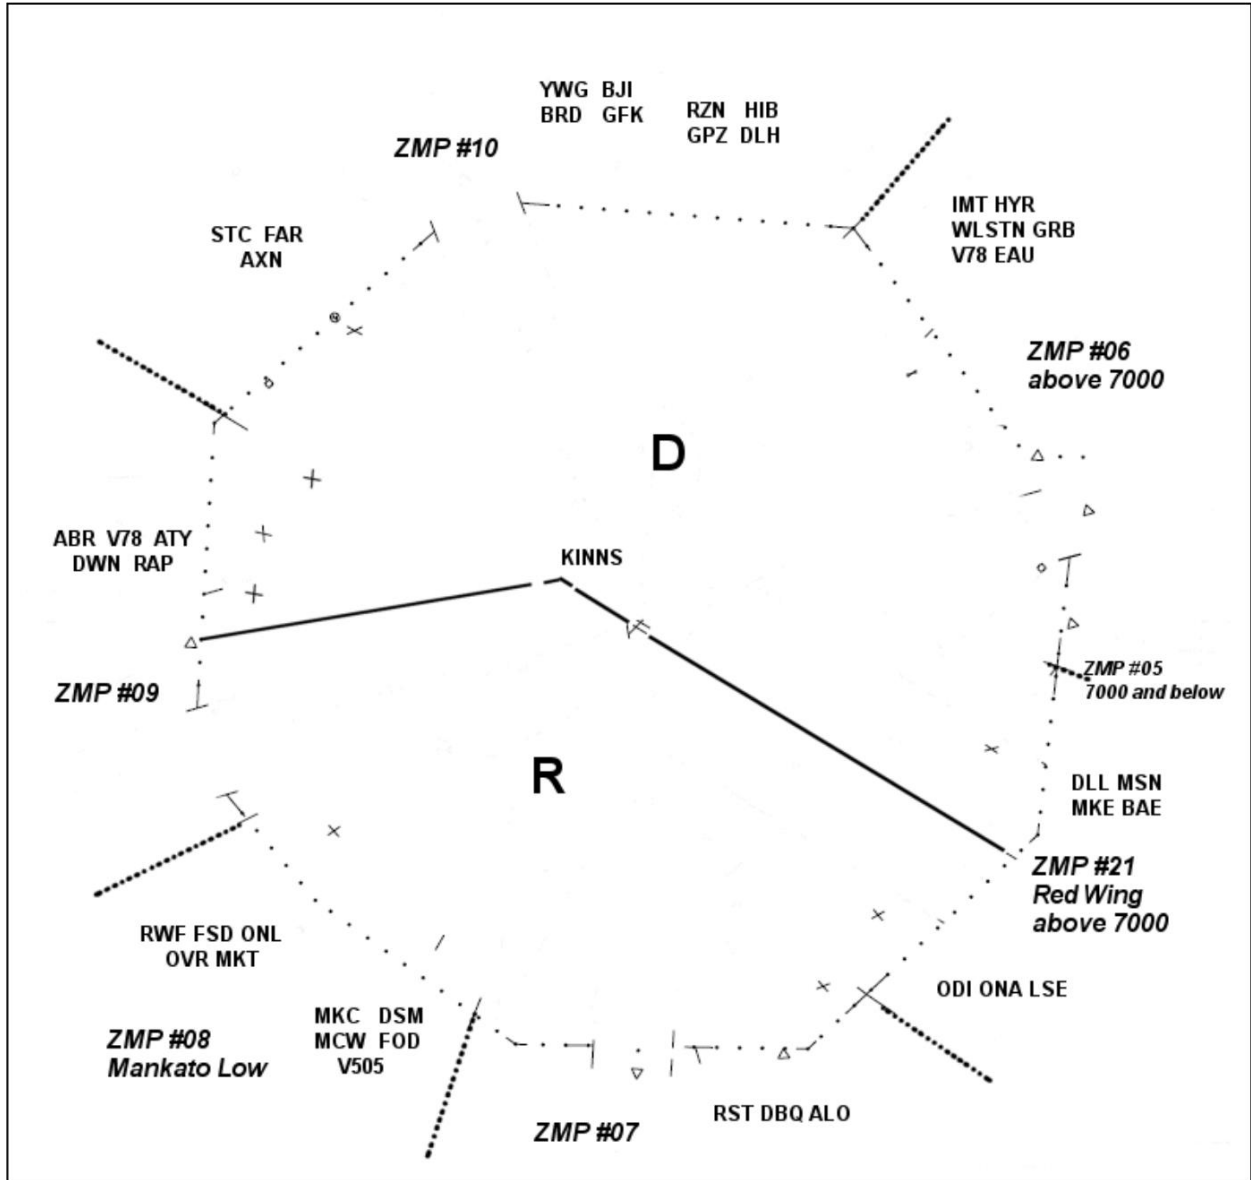 YWG BJI
BRD GFK
RZN HIB
GPZ DLH
ZMP #10
IMT HYR
WLSTN GRB
V78 EAU
STC FAR
AXN
ZMP #06
above 7000
D
ABR V78 ATY
DWN RAP
KINNS
ZMP #09
ZMP #05
7000 and below
R
DLL MSN
MKE BAE
ZMP #21
Red Wing
above 7000
RWF FSD ONL
OVR MKT
ODI ONA LSE
MKC DSM
MCW FOD
V505
ZMP #08
Mankato Low
RST DBQ ALO
ZMP #07